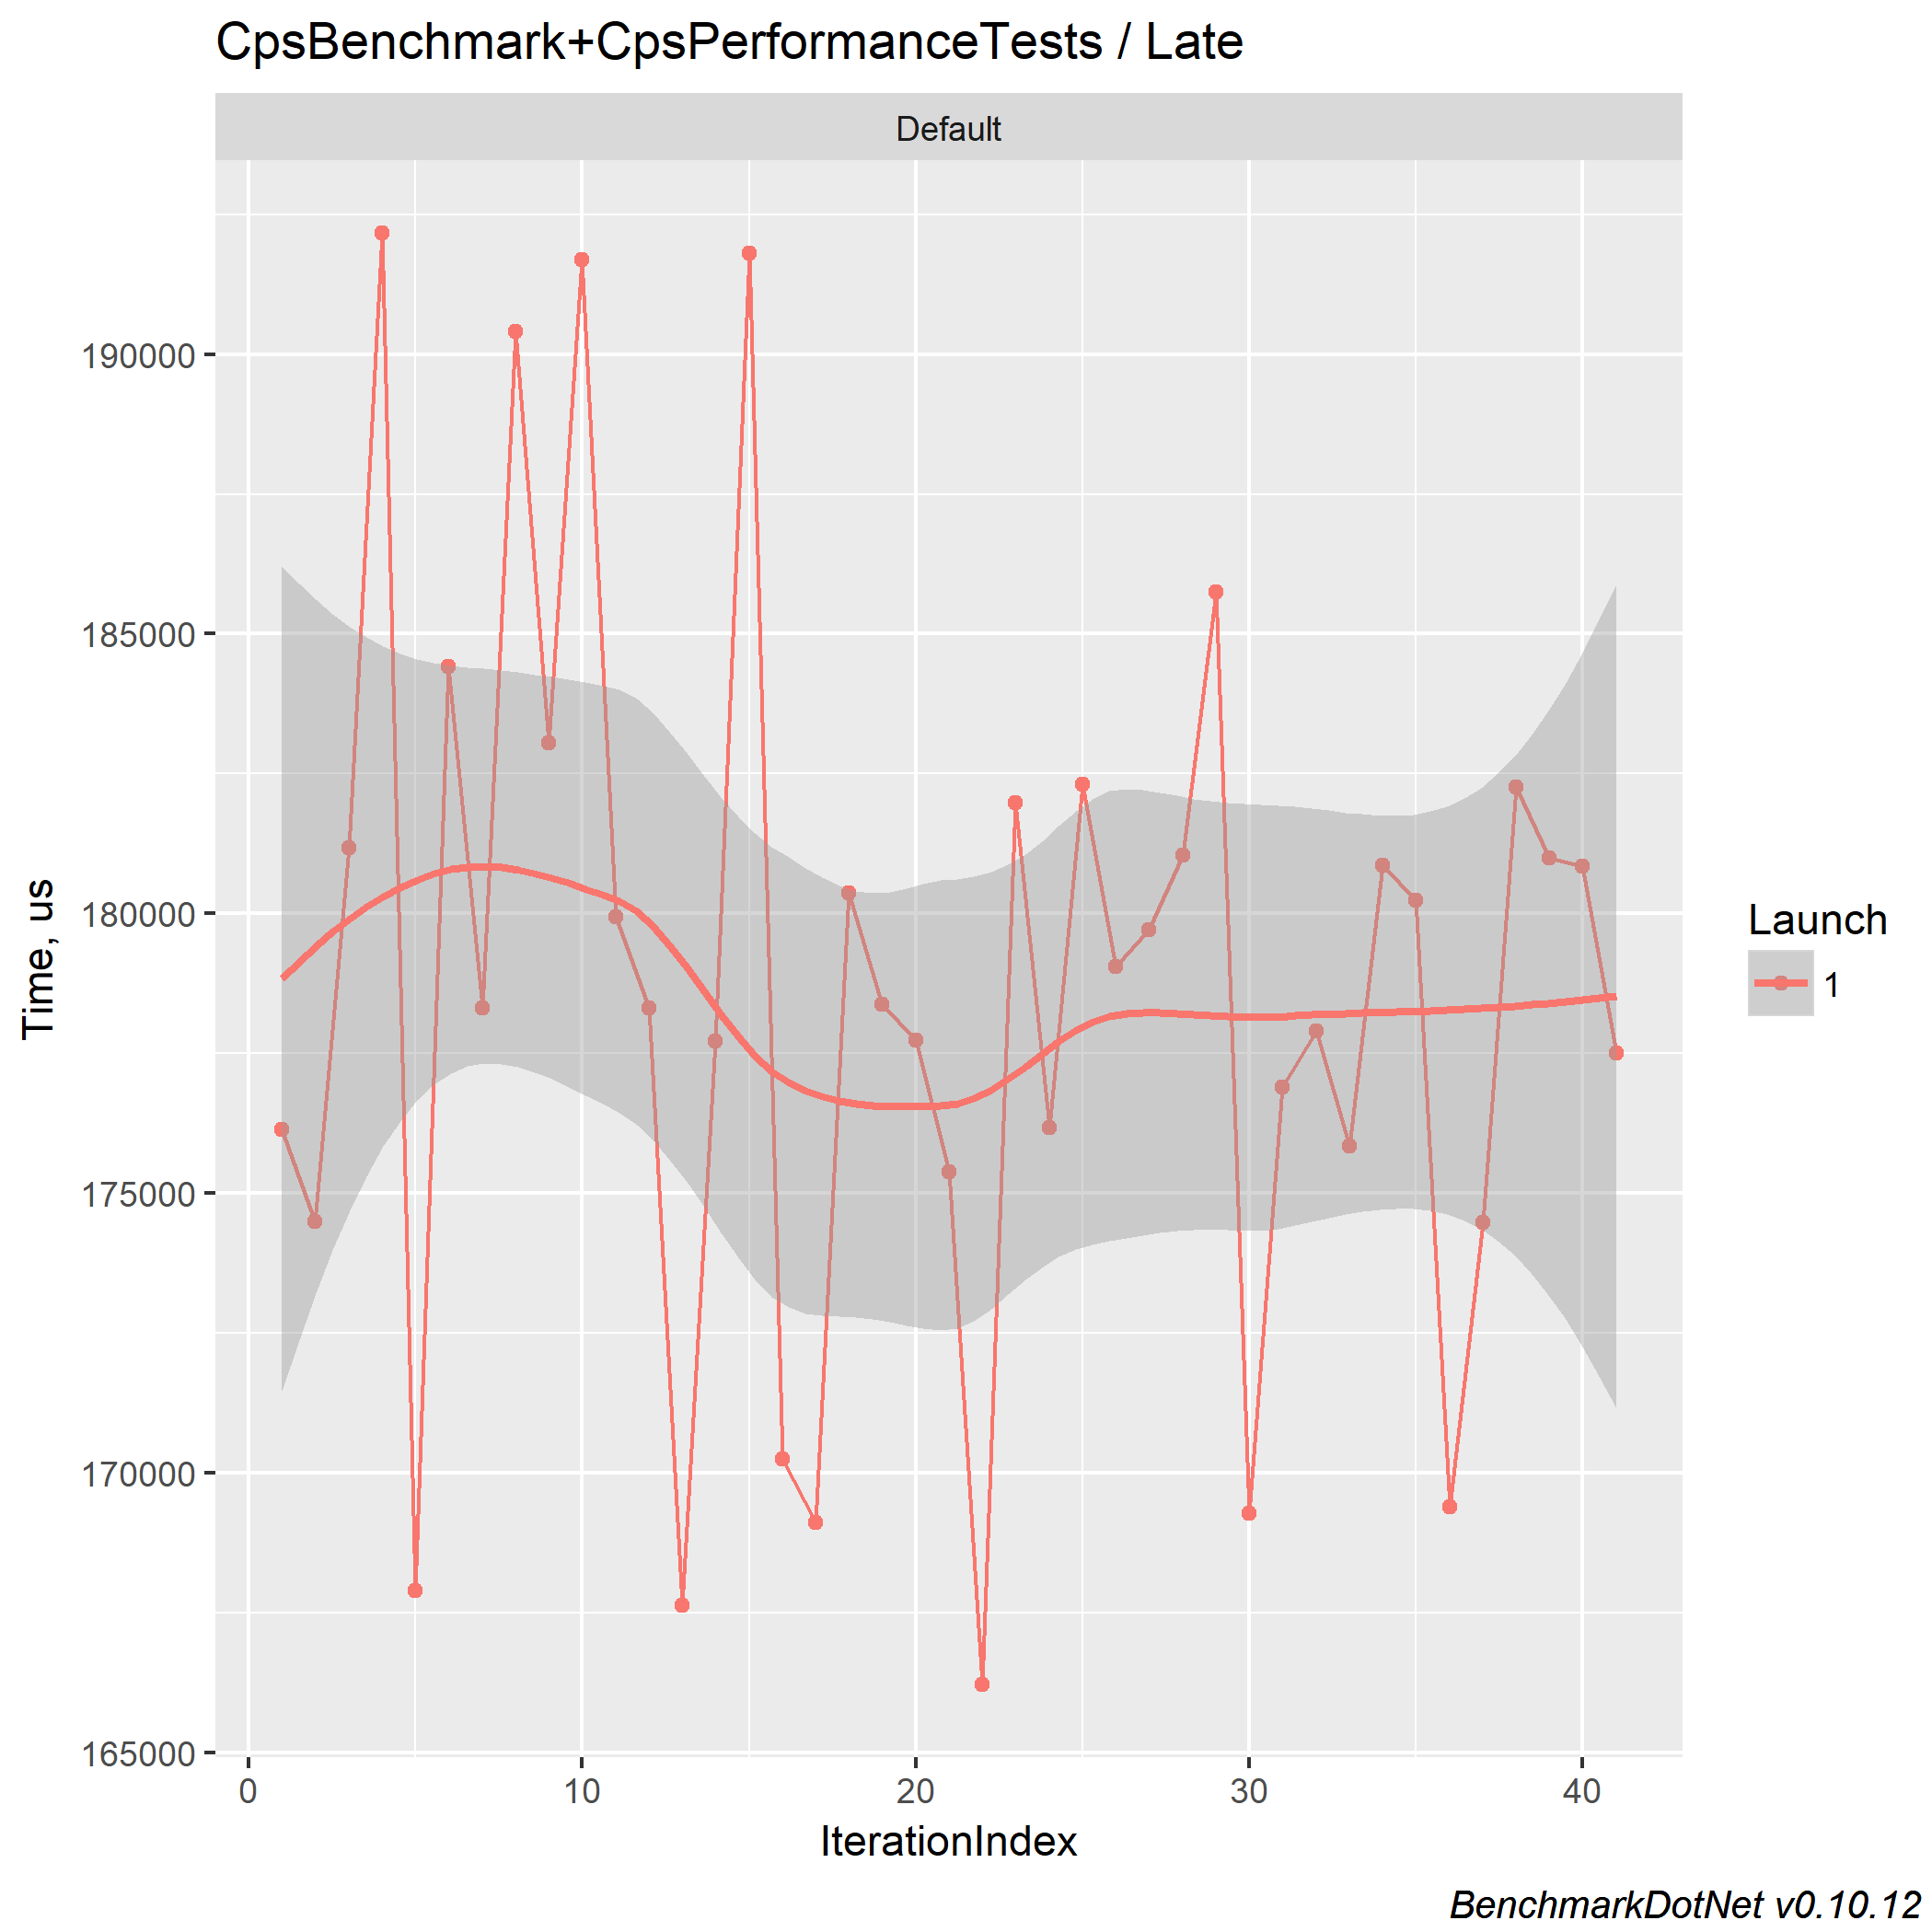 CpsBenchmark+CpsPerformanceTests / Late
Default
190000
185000
180000
175000
170000
165000
Time, us
0 10 20 30 40
IterationIndex
Launch
1
BenchmarkDotNet v0.10.12